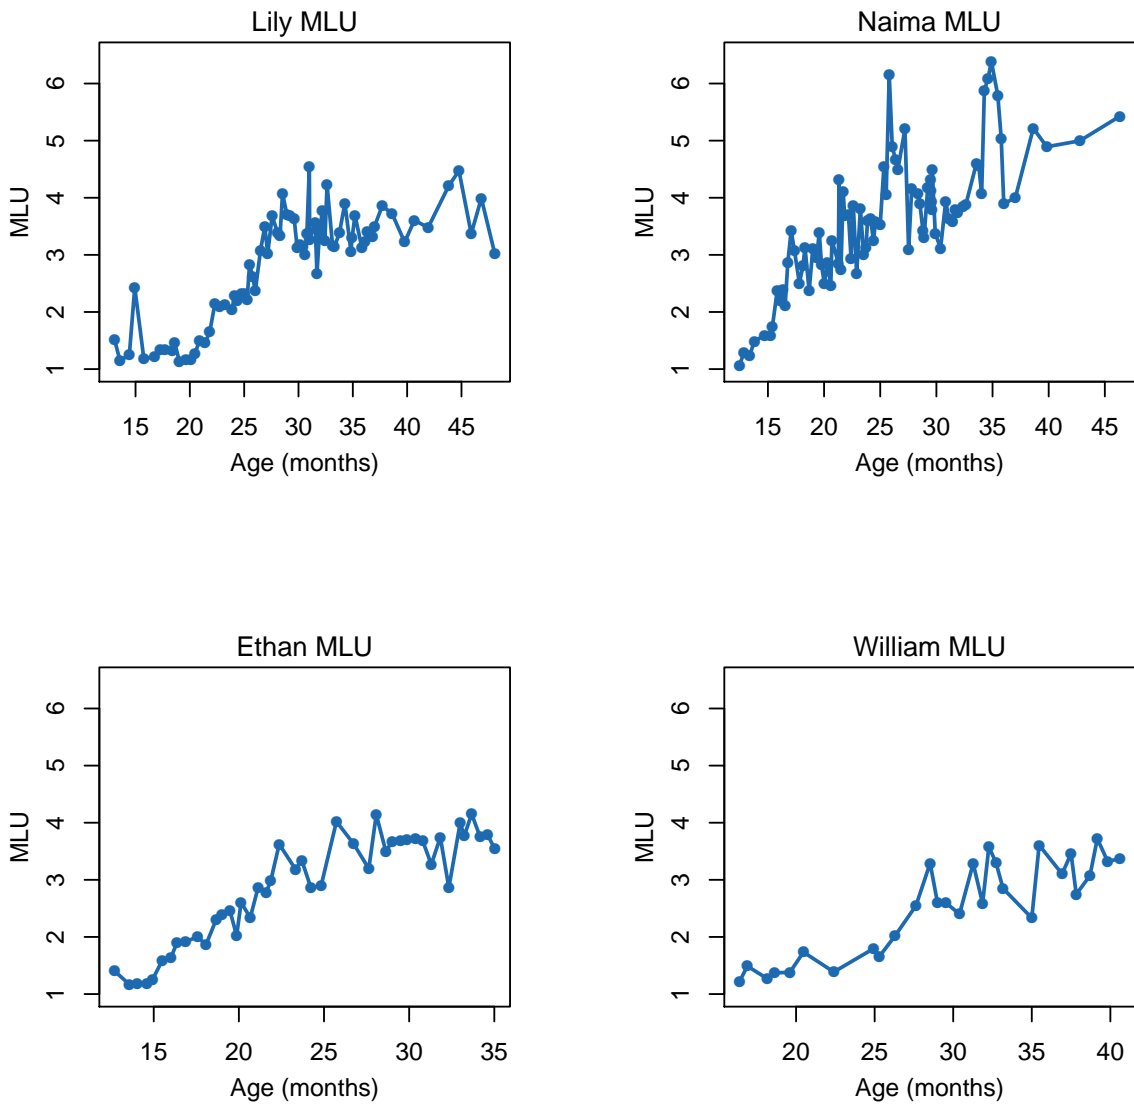 Lily MLU
MLU
1 2 3 4 5 6
15 20 25 30 35 40 45
Age (months)
Naima MLU
MLU
1 2 3 4 5 6
15 20 25 30 35 40 45
Age (months)
Ethan MLU
MLU
1 2 3 4 5 6
15 20 25 30 35
Age (months)
William MLU
MLU
1 2 3 4 5 6
20 25 30 35 40
Age (months)